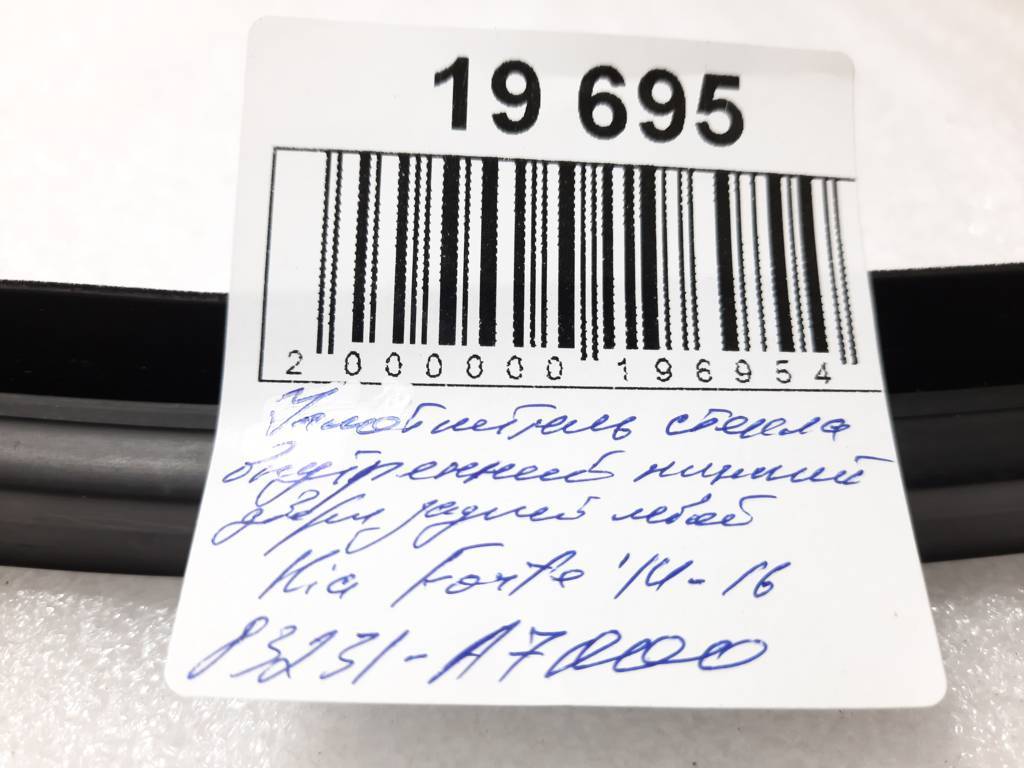 19 695
2 000000 196954
Уплотнитель стекла
внутренний нижний
двери задней левой
Kia Forte '14-16
83231-A7000